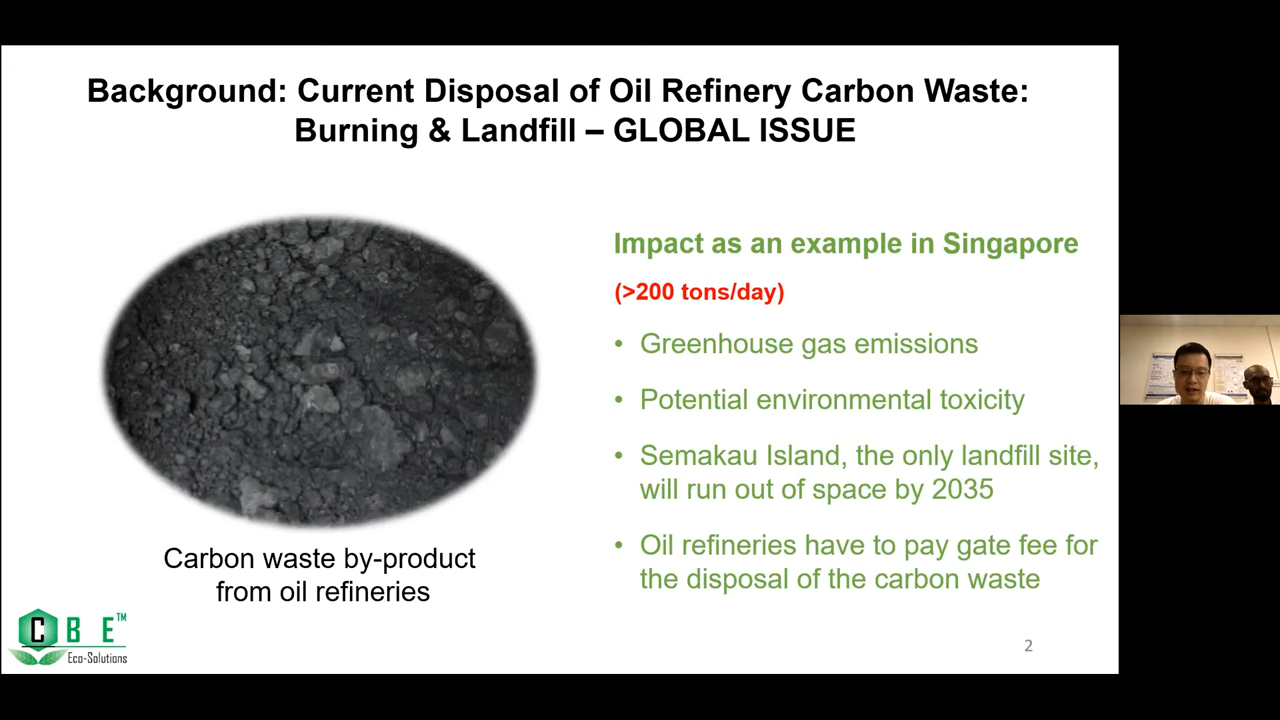 Background: Current Disposal of Oil Refinery Carbon Waste:
Burning & Landfill – GLOBAL ISSUE
Impact as an example in Singapore
(>200 tons/day)
• Greenhouse gas emissions
• Potential environmental toxicity
• Semakau Island, the only landfill site,
will run out of space by 2035
• Oil refineries have to pay gate fee for
the disposal of the carbon waste
Carbon waste by-product
from oil refineries
CBE™
Eco-Solutions
2